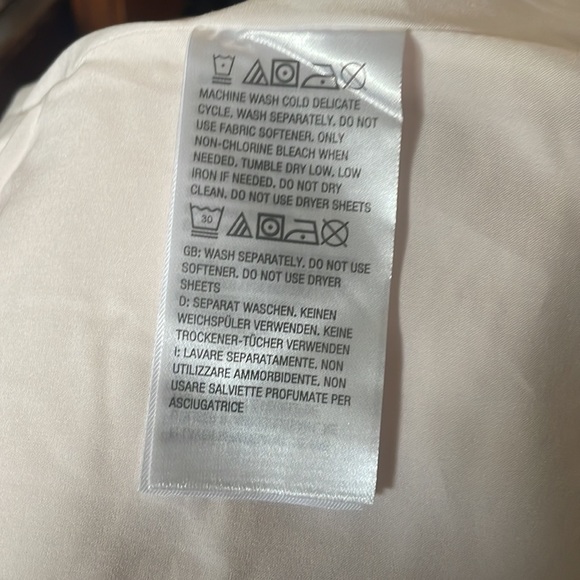 MACHINE WASH COLD DELICATE
CYCLE. WASH SEPARATELY. DO NOT
USE FABRIC SOFTENER. ONLY
NON-CHLORINE BLEACH WHEN
NEEDED. TUMBLE DRY LOW. LOW
IRON IF NEEDED. DO NOT DRY
CLEAN. DO NOT USE DRYER SHEETS
30
GB: WASH SEPARATELY. DO NOT USE
SOFTENER. DO NOT USE DRYER
SHEETS
D: SEPARAT WASCHEN. KEINEN
WEICHSPÜLER VERWENDEN. KEINE
TROCKENER-TÜCHER VERWENDEN
I: LAVARE SEPARATAMENTE. NON
UTILIZZARE AMMORBIDENTE. NON
USARE SALVIETTE PROFUMATE PER
ASCIUGATRICE